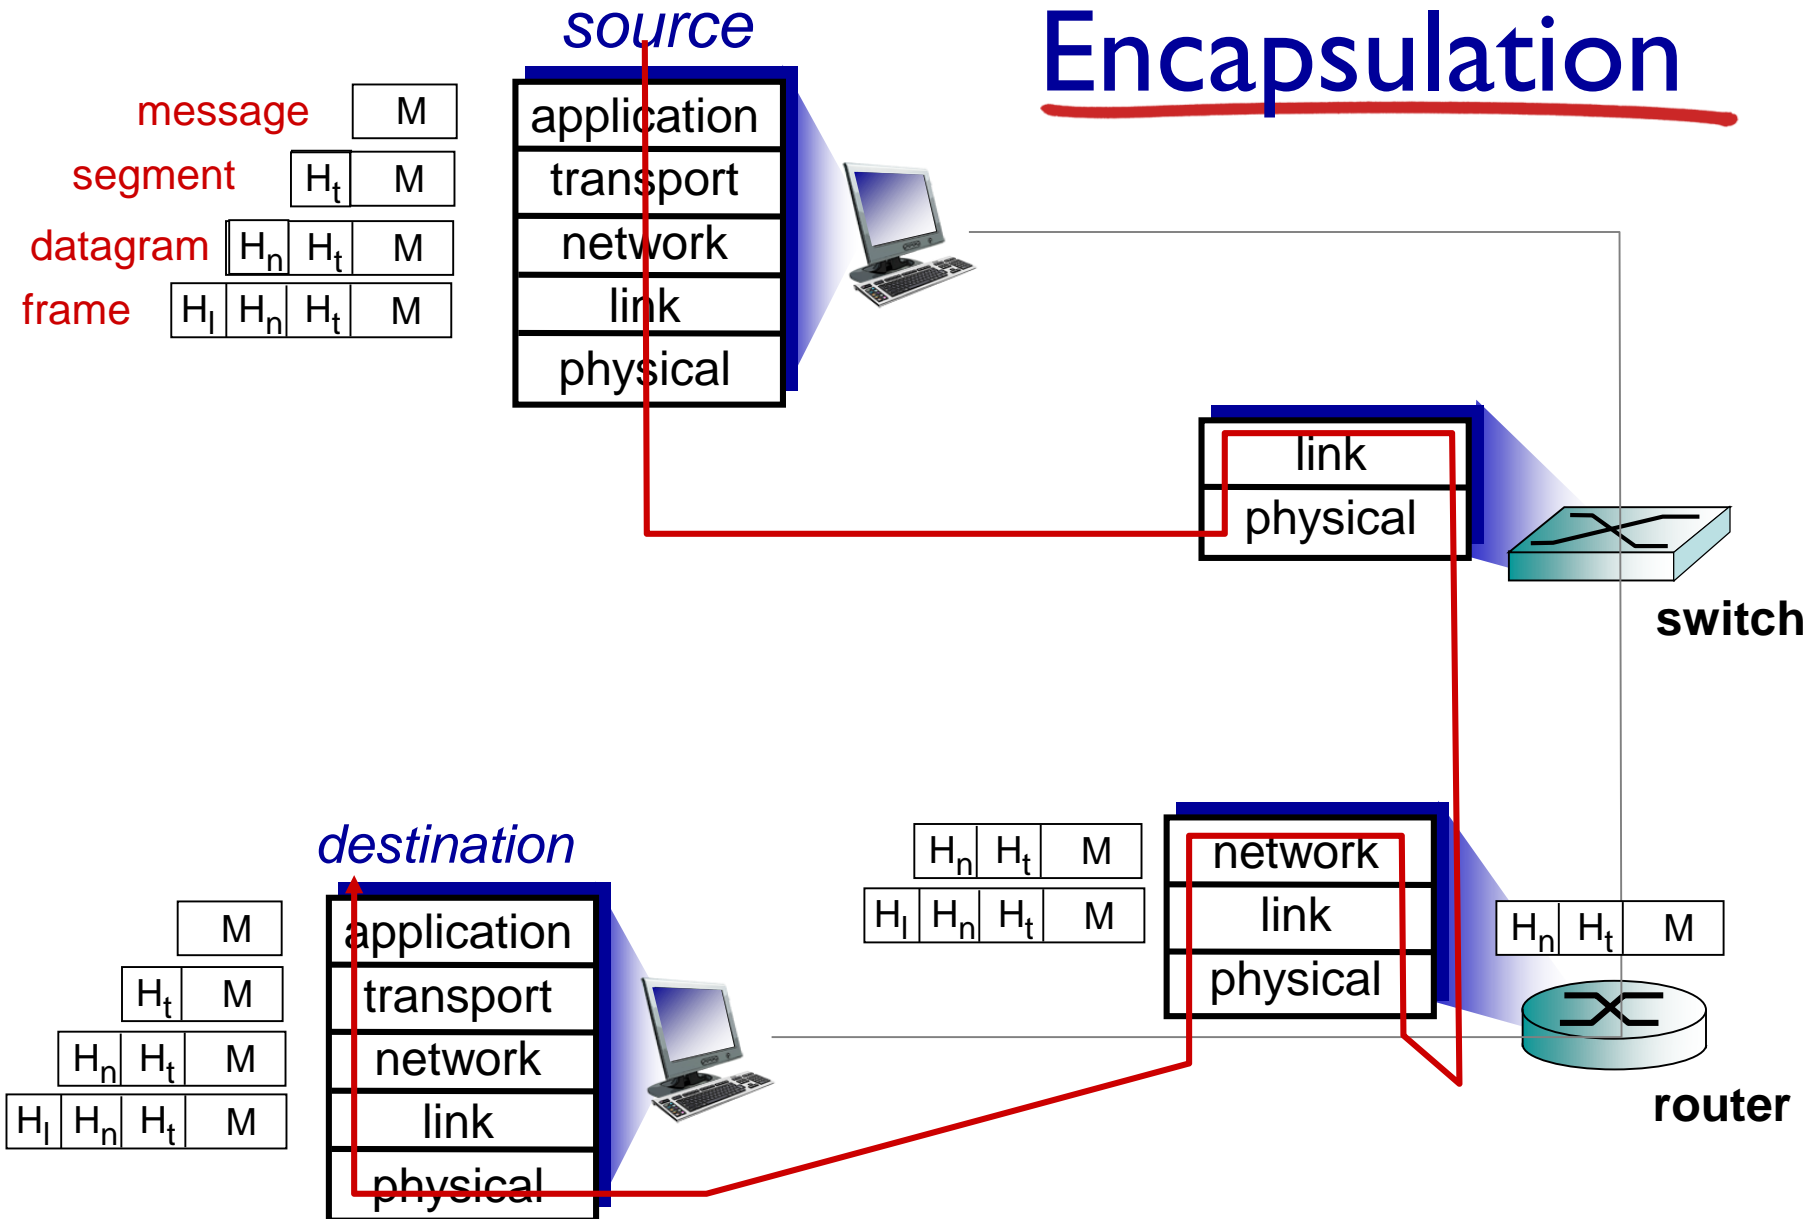 source
Encapsulation
message M
application
segment Ht M
transport
datagram Hn Ht M
network
frame Hl Hn Ht M
link
physical
link
physical
switch
destination
Hn Ht M
network
Hl Hn Ht M
link
physical
Hn Ht M
router
M
application
Ht M
transport
Hn Ht M
network
Hl Hn Ht M
link
physical